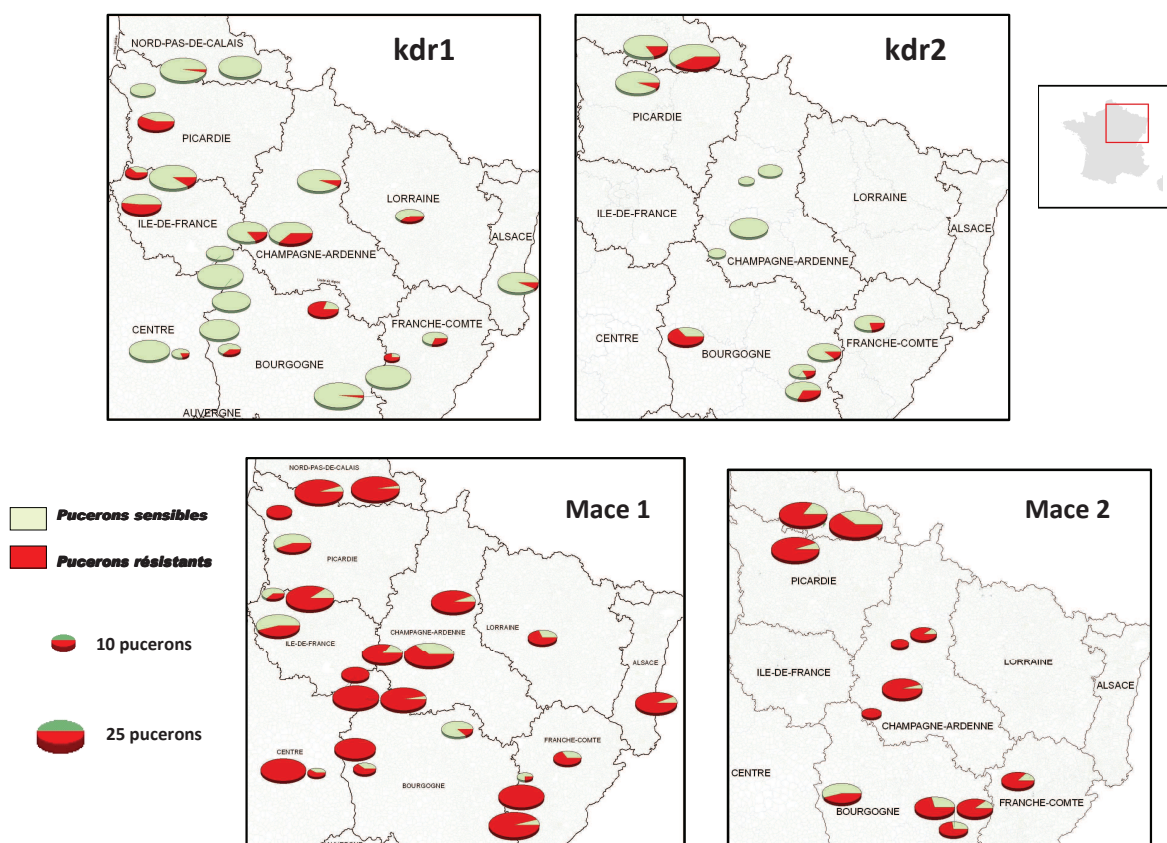 kdr1
NORD-PAS-DE-CALAIS
PICARDIE
LORRAINE
ILE-DE-FRANCE
ALSACE
CHAMPAGNE-ARDENNE
CENTRE
FRANCHE-COMTE
BOURGOGNE
AUVERGNE
kdr2
PICARDIE
LORRAINE
ILE-DE-FRANCE
ALSACE
CHAMPAGNE-ARDENNE
CENTRE
BOURGOGNE
FRANCHE-COMTE
Pucerons sensibles
Pucerons résistants
10 pucerons
25 pucerons
Mace 1
NORD-PAS-DE-CALAIS
PICARDIE
CHAMPAGNE-ARDENNE
LORRAINE
ILE-DE-FRANCE
ALSACE
FRANCHE-COMTE
CENTRE
BOURGOGNE
Mace 2
PICARDIE
LORRAINE
ILE-DE-FRANCE
ALSACE
CHAMPAGNE-ARDENNE
CENTRE
FRANCHE-COMTE
BOURGOGNE